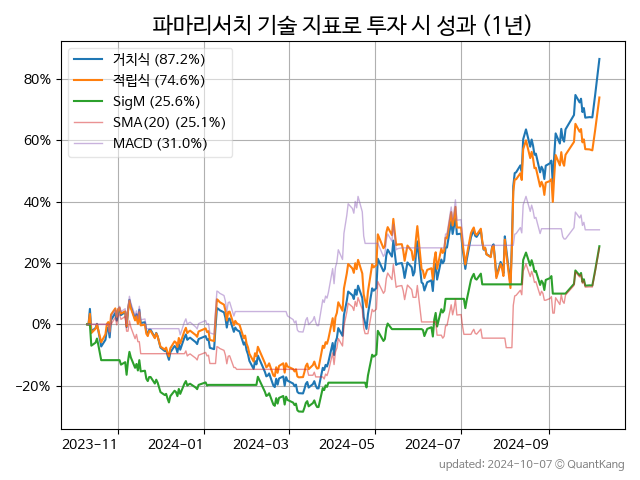 파마리서치 기술 지표로 투자 시 성과 (1년)
거치식 (87.2%)
적립식 (74.6%)
SigM (25.6%)
SMA(20) (25.1%)
MACD (31.0%)
80%
60%
40%
20%
0%
−20%
2023-11
2024-01
2024-03
2024-05
2024-07
2024-09
updated: 2024-10-07 © QuantKang